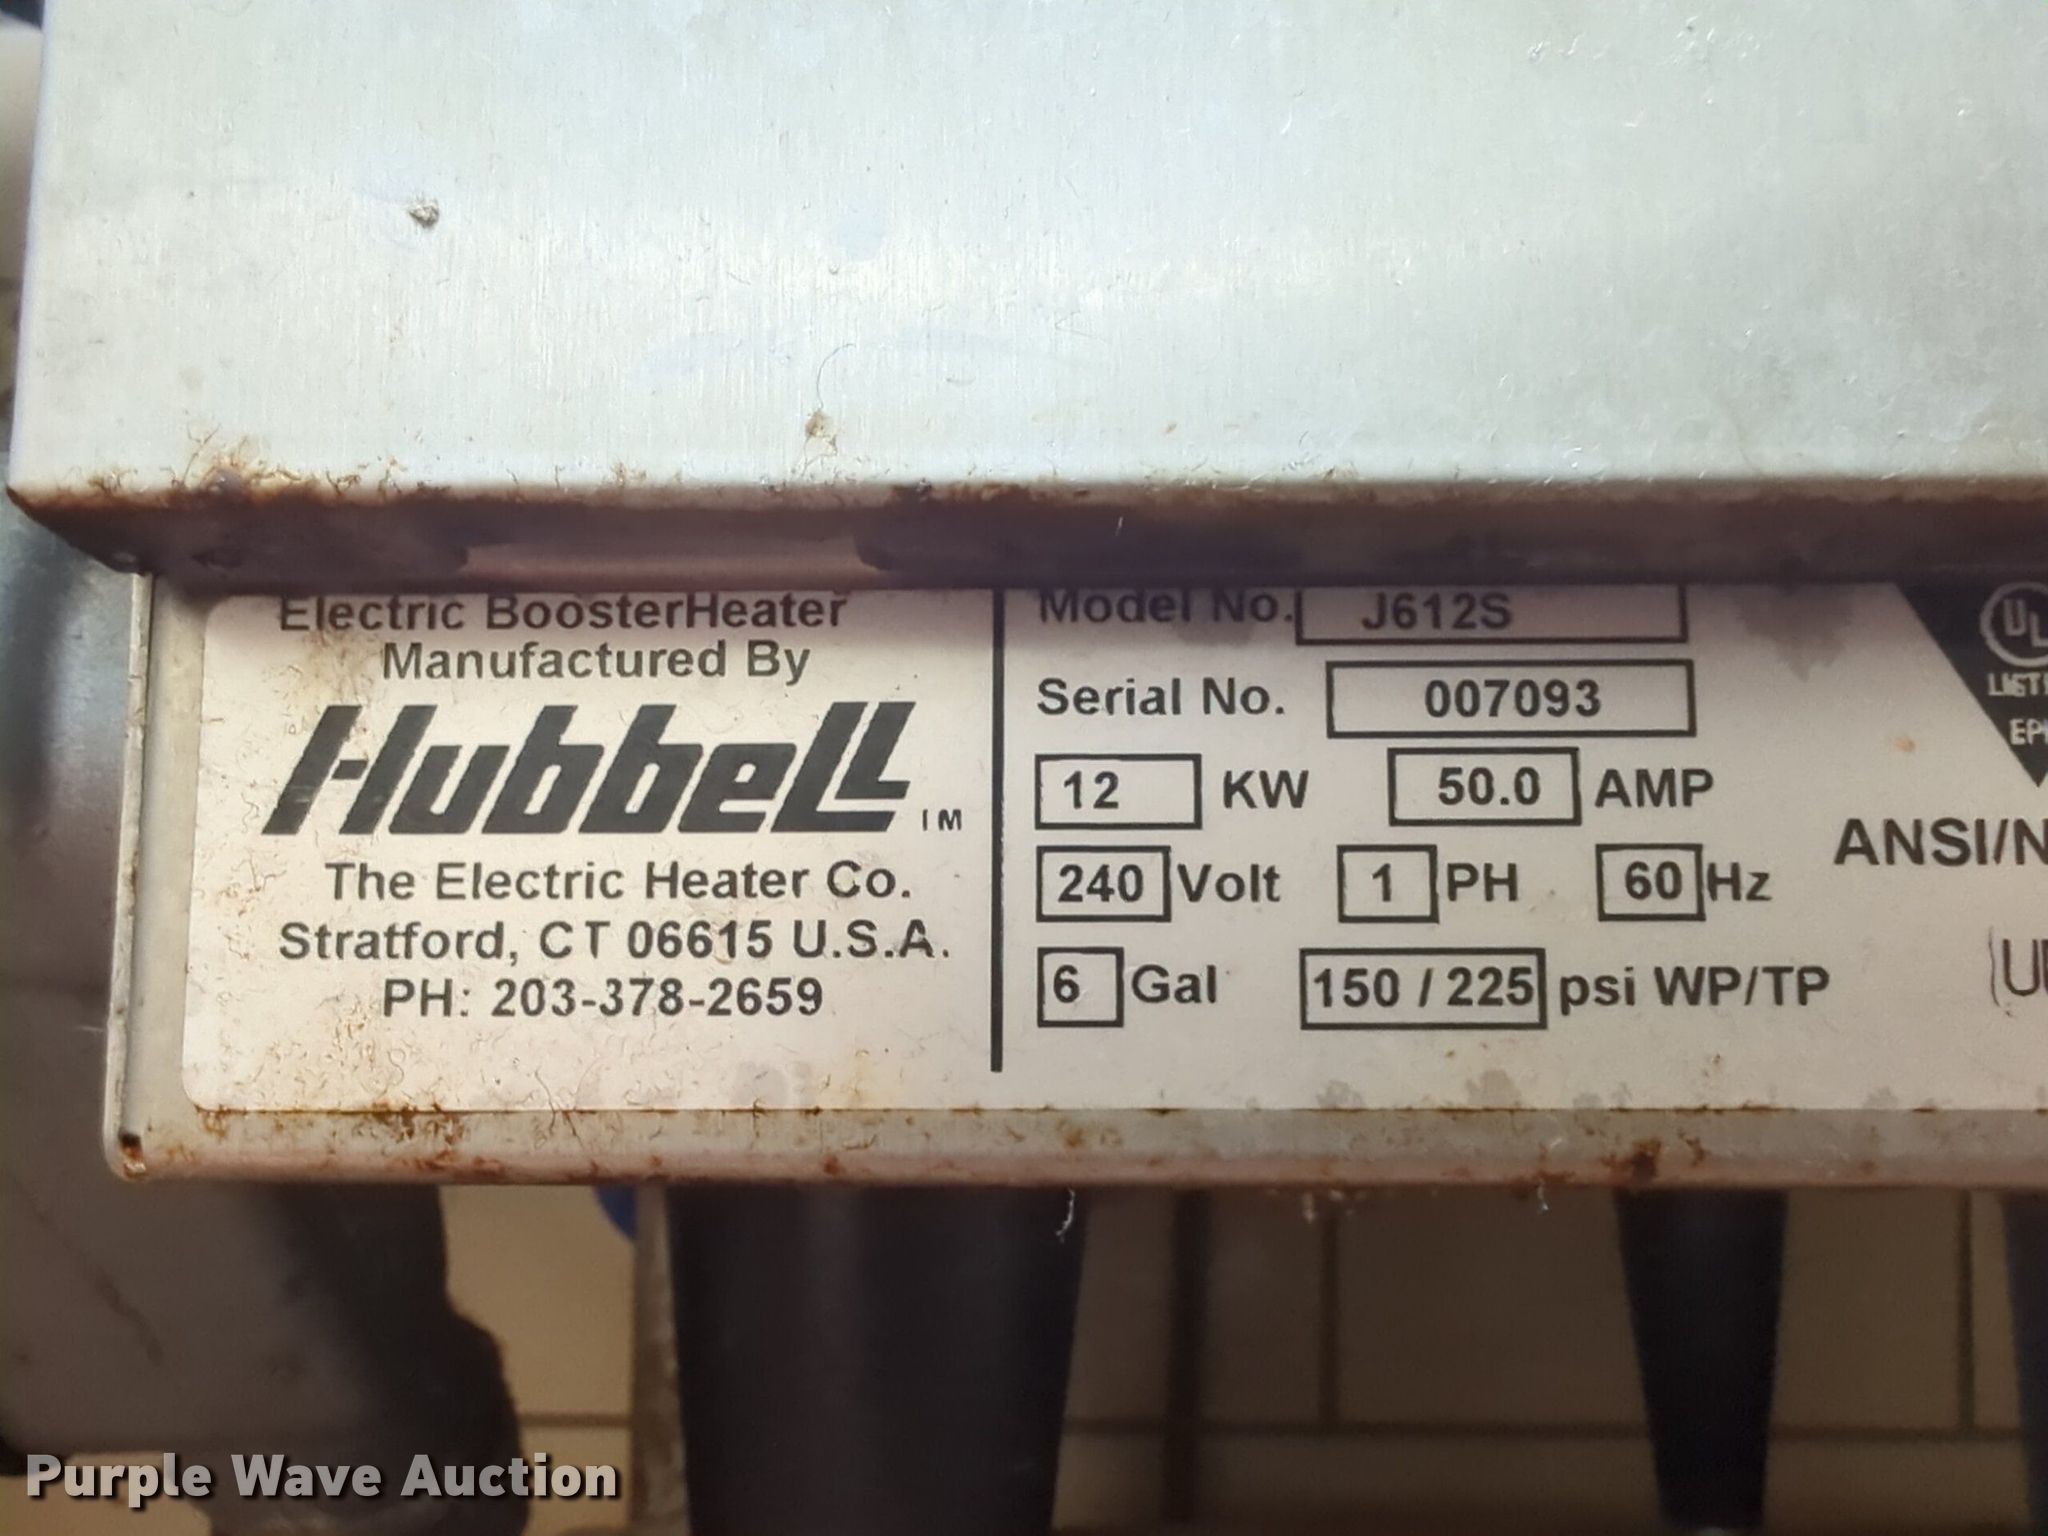 Electric BoosterHeater
Manufactured By
Hubbell TM
The Electric Heater Co.
Stratford, CT 06615 U.S.A.
PH: 203-378-2659
Model No. J612S
Serial No. 007093
12 KW 50.0 AMP
240 Volt 1 PH 60 Hz
6 Gal 150 / 225 psi WP/TP
UL
ANSI/N
Purple Wave Auction